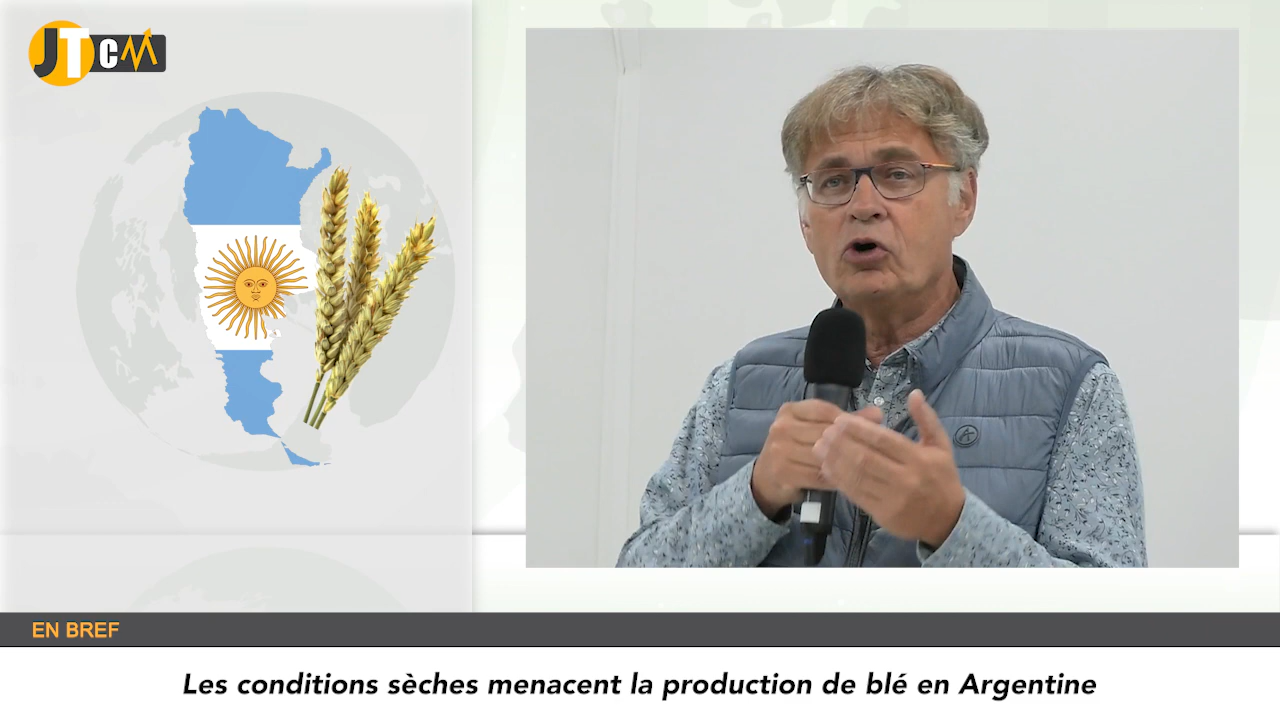 JTCM
EN BREF
Les conditions sèches menacent la production de blé en Argentine